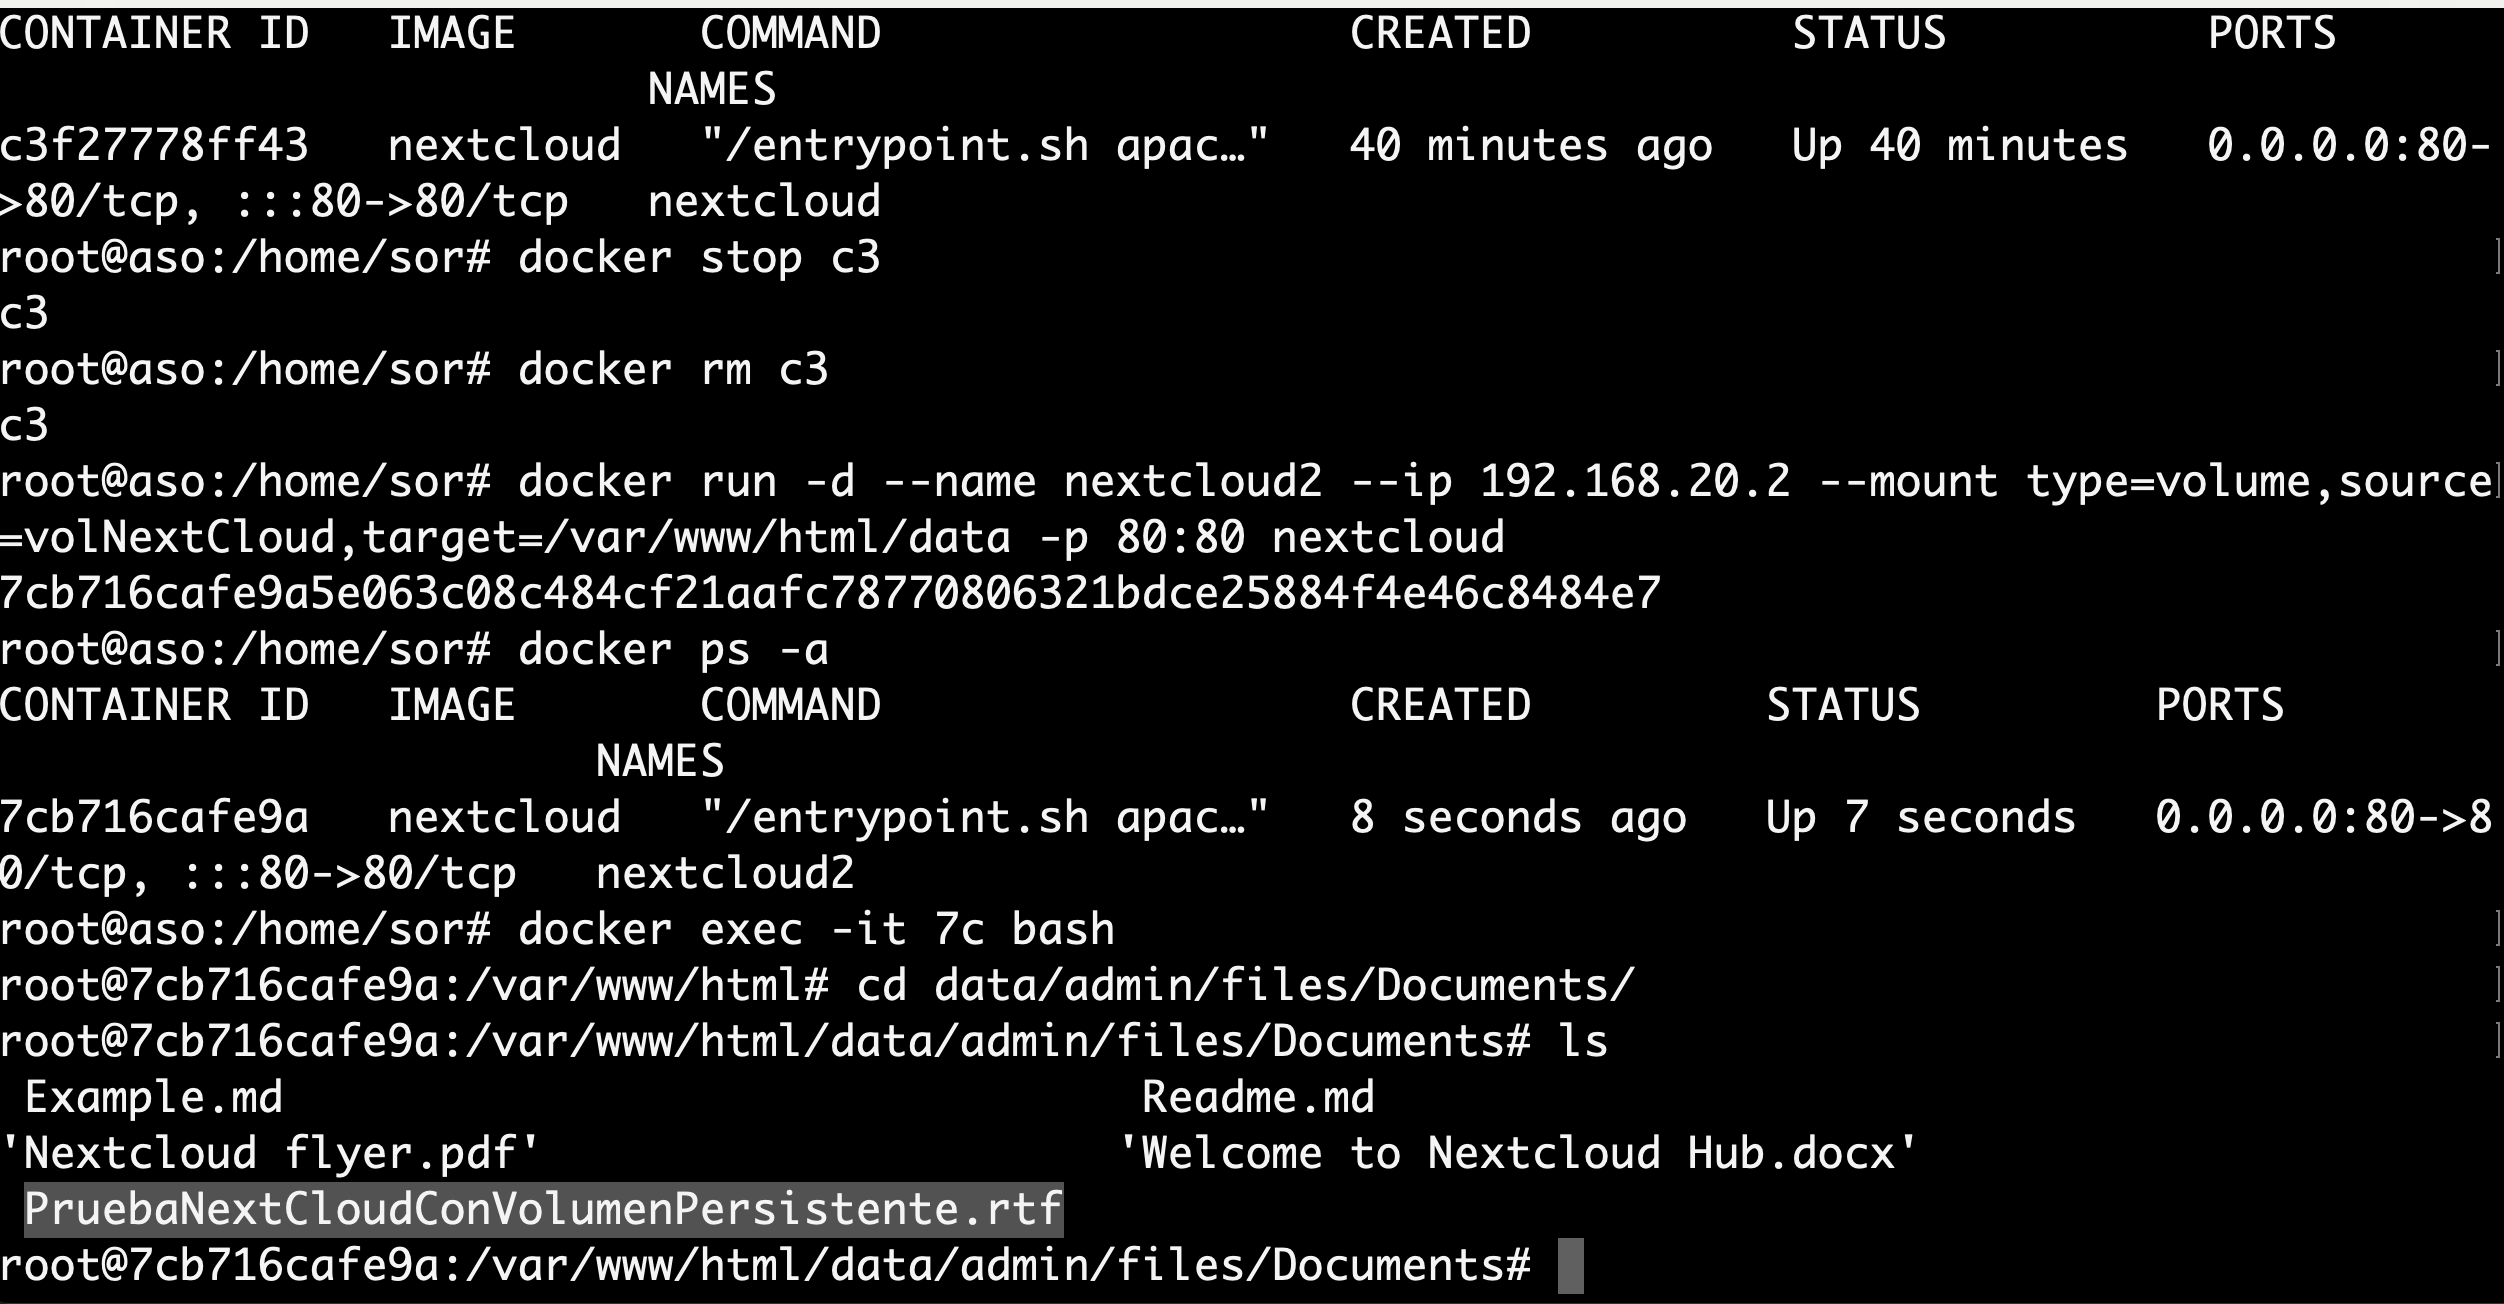 CONTAINER ID   IMAGE       COMMAND                  CREATED          STATUS          PORTS
                         NAMES
c3f27778ff43   nextcloud   "/entrypoint.sh apac…"   40 minutes ago   Up 40 minutes   0.0.0.0:80-
>80/tcp, :::80->80/tcp   nextcloud
root@aso:/home/sor# docker stop c3
c3
root@aso:/home/sor# docker rm c3
c3
root@aso:/home/sor# docker run -d --name nextcloud2 --ip 192.168.20.2 --mount type=volume,source
=volNextCloud,target=/var/www/html/data -p 80:80 nextcloud
7cb716cafe9a5e063c08c484cf21aafc78770806321bdce25884f4e46c8484e7
root@aso:/home/sor# docker ps -a
CONTAINER ID   IMAGE       COMMAND                  CREATED         STATUS         PORTS
                       NAMES
7cb716cafe9a   nextcloud   "/entrypoint.sh apac…"   8 seconds ago   Up 7 seconds   0.0.0.0:80->8
0/tcp, :::80->80/tcp   nextcloud2
root@aso:/home/sor# docker exec -it 7c bash
root@7cb716cafe9a:/var/www/html# cd data/admin/files/Documents/
root@7cb716cafe9a:/var/www/html/data/admin/files/Documents# ls
 Example.md                                 Readme.md
'Nextcloud flyer.pdf'                      'Welcome to Nextcloud Hub.docx'
 PruebaNextCloudConVolumenPersistente.rtf
root@7cb716cafe9a:/var/www/html/data/admin/files/Documents#